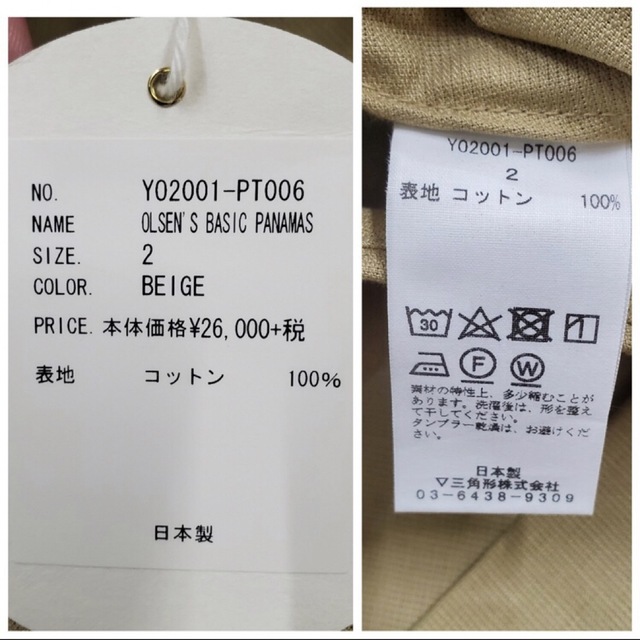 NO. YO2001-PT006
NAME OLSEN'S BASIC PANAMAS
SIZE. 2
COLOR. BEIGE
PRICE. 本体価格¥26,000+税
表地 コットン 100%
日本製
YO2001-PT006
2
表地 コットン 100%
30
1
F
W
素材の特性上、多少縮むことが
あります。洗濯後は、形を整え
て干してください。
タンブラー乾燥は、お避けくださ
い。
日本製
▽三角形株式会社
03-6438-9309